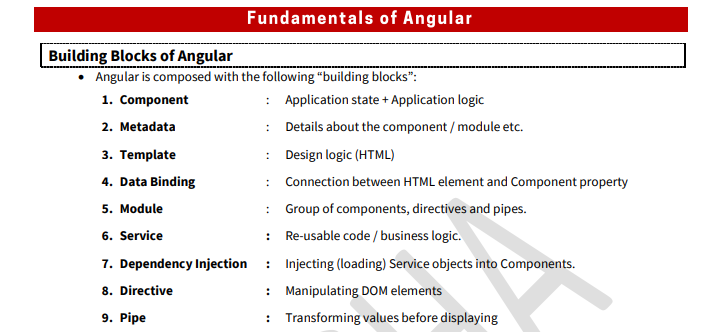 Fundamentals of Angular
Building Blocks of Angular
• Angular is composed with the following “building blocks”:
1. Component : Application state + Application logic
2. Metadata : Details about the component / module etc.
3. Template : Design logic (HTML)
4. Data Binding : Connection between HTML element and Component property
5. Module : Group of components, directives and pipes.
6. Service : Re-usable code / business logic.
7. Dependency Injection : Injecting (loading) Service objects into Components.
8. Directive : Manipulating DOM elements
9. Pipe : Transforming values before displaying